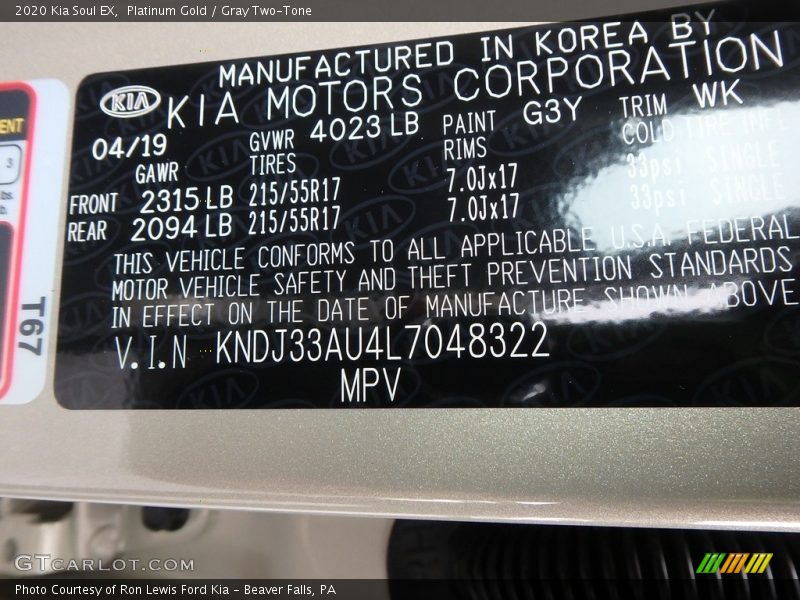 2020 Kia Soul EX, Platinum Gold / Gray Two-Tone
MANUFACTURED IN KOREA BY
KIA KIA MOTORS CORPORATION
04/19 GVWR 4023 LB PAINT G3Y TRIM WK
GAWR TIRES RIMS COLD TIRE INFL
FRONT 2315 LB 215/55R17 7.0Jx17 33psi SINGLE
REAR 2094 LB 215/55R17 7.0Jx17 33psi SINGLE
THIS VEHICLE CONFORMS TO ALL APPLICABLE U.S.A. FEDERAL
MOTOR VEHICLE SAFETY AND THEFT PREVENTION STANDARDS
IN EFFECT ON THE DATE OF MANUFACTURE SHOWN ABOVE
V.I.N KNDJ33AU4L7048322
MPV
ENT
3
T67
GTCARLOT.COM
Photo Courtesy of Ron Lewis Ford Kia - Beaver Falls, PA